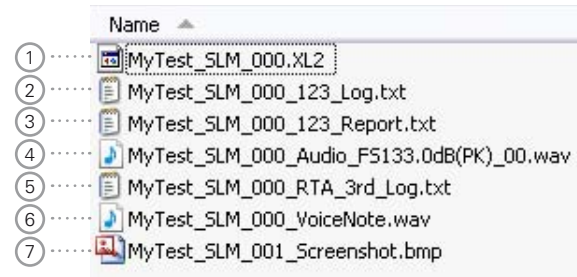 Name
1 MyTest_SLM_000.XL2
2 MyTest_SLM_000_123_Log.txt
3 MyTest_SLM_000_123_Report.txt
4 MyTest_SLM_000_Audio_FS133.0dB(PK)_00.wav
5 MyTest_SLM_000_RTA_3rd_Log.txt
6 MyTest_SLM_000_VoiceNote.wav
7 MyTest_SLM_001_Screenshot.bmp